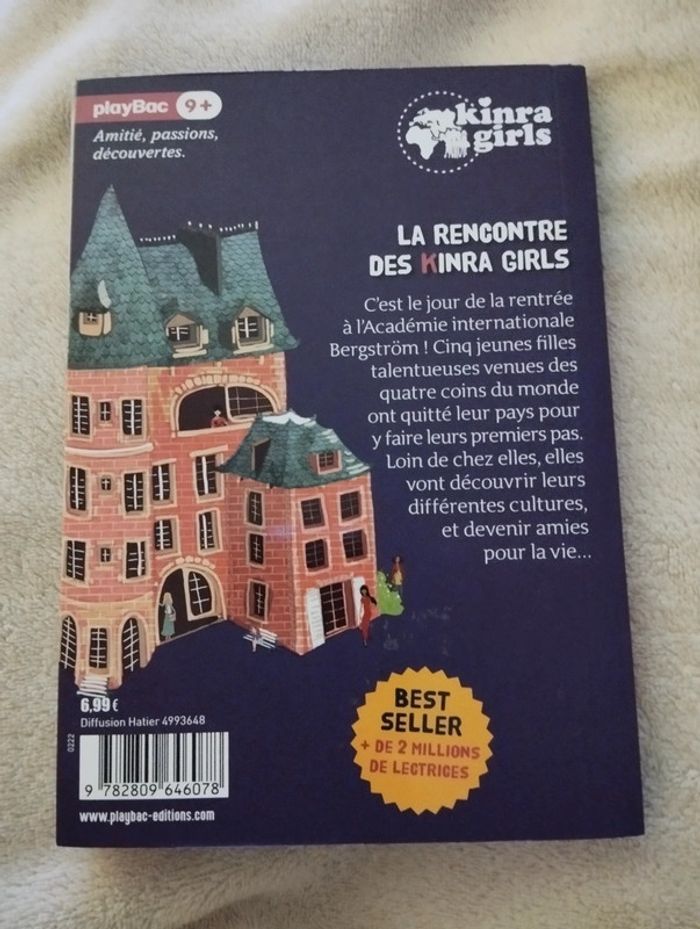 playBac 9+
Amitié, passions,
découvertes.
kinra
girls
LA RENCONTRE
DES KINRA GIRLS
C'est le jour de la rentrée
à l'Académie internationale
Bergström ! Cinq jeunes filles
talentueuses venues des
quatre coins du monde
ont quitté leur pays pour
y faire leurs premiers pas.
Loin de chez elles, elles
vont découvrir leurs
différentes cultures,
et devenir amies
pour la vie...
6,99€
Diffusion Hatier 4993648
0222
9 782809 646078
www.playbac-editions.com
BEST
SELLER
+ DE 2 MILLIONS
DE LECTRICES